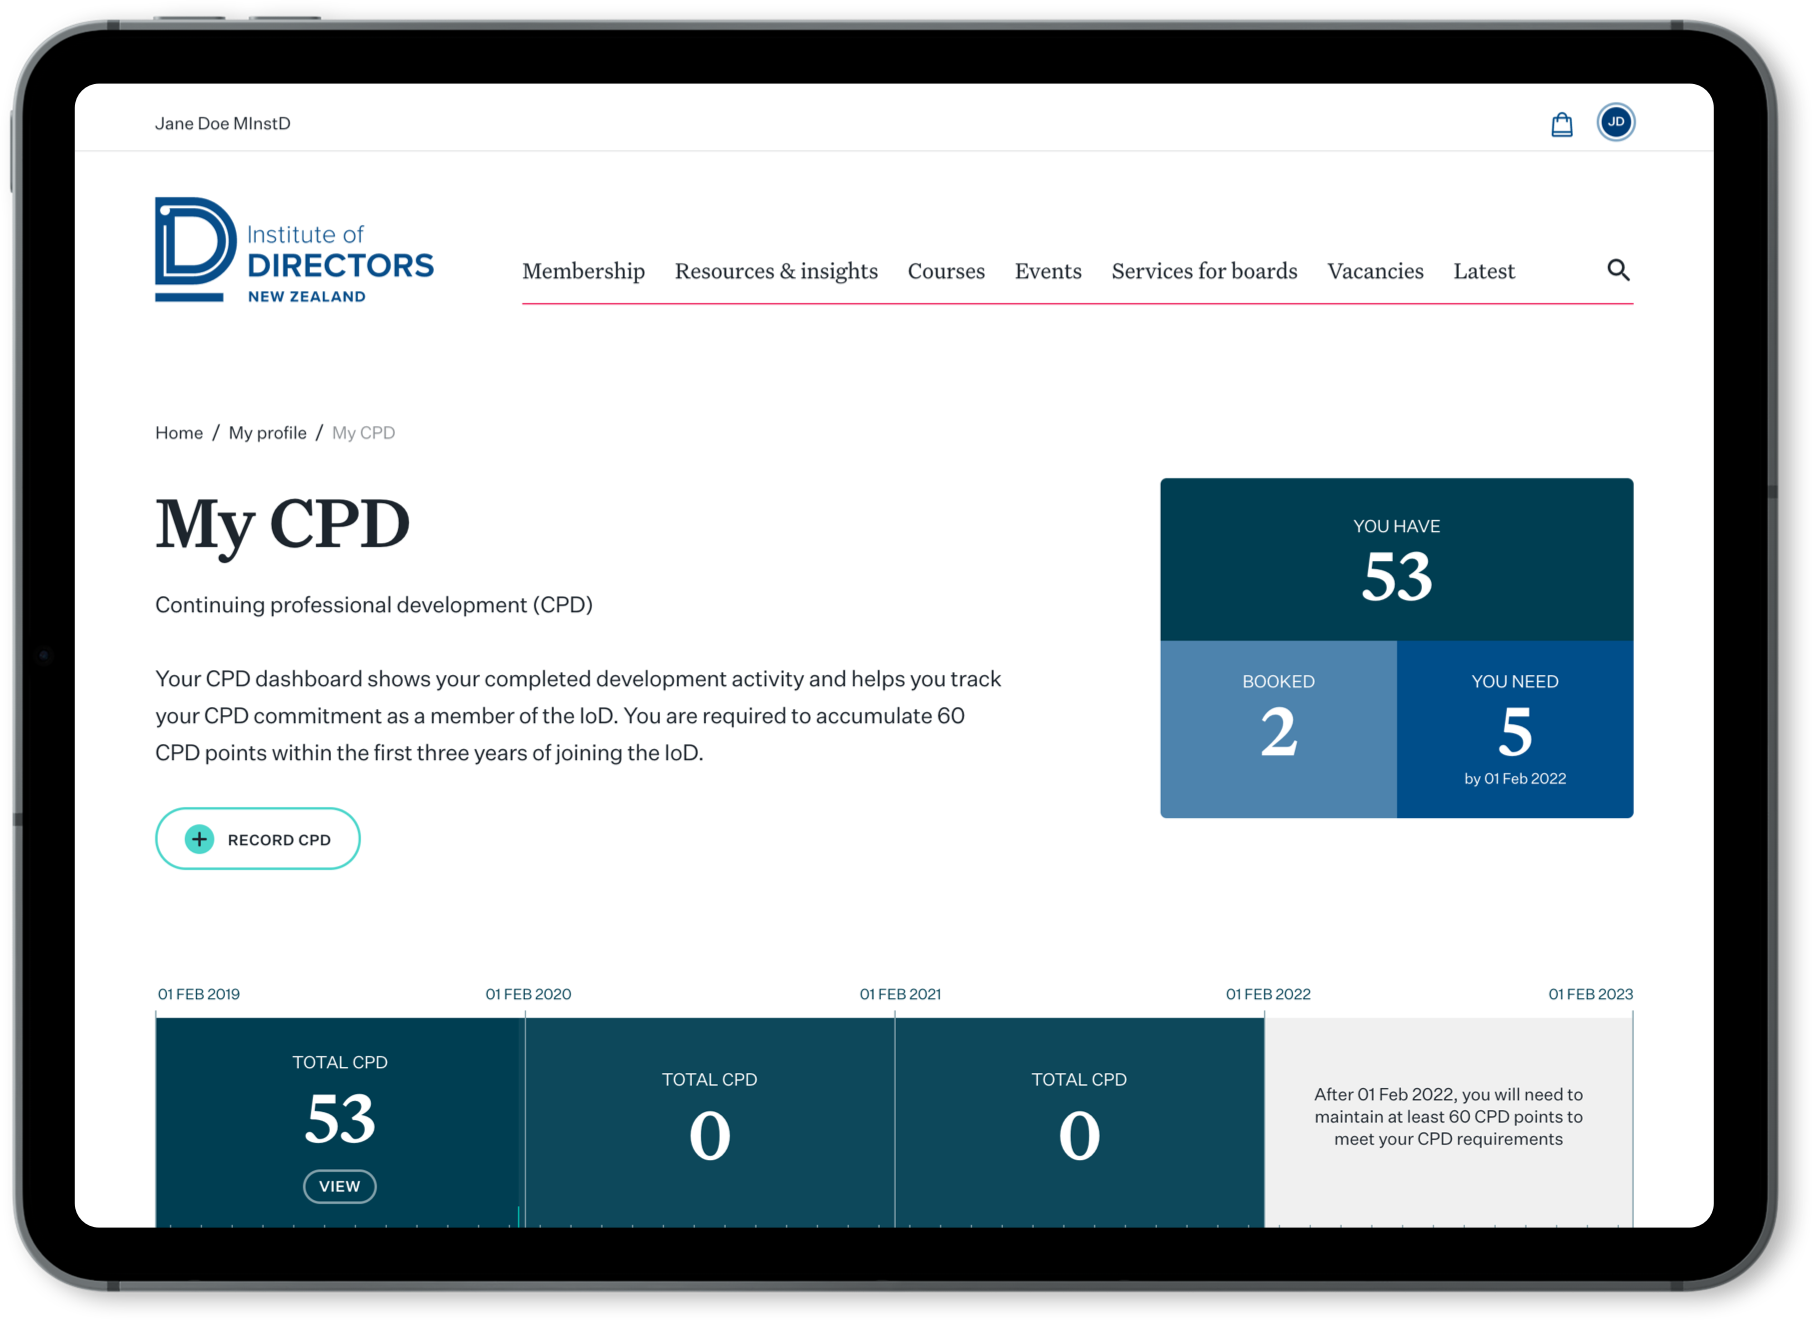 Jane Doe MInstD
JD
Institute of
DIRECTORS
NEW ZEALAND
Membership Resources & insights Courses Events Services for boards Vacancies Latest
Home / My profile / My CPD
My CPD
Continuing professional development (CPD)
Your CPD dashboard shows your completed development activity and helps you track
your CPD commitment as a member of the IoD. You are required to accumulate 60
CPD points within the first three years of joining the IoD.
RECORD CPD
YOU HAVE
53
BOOKED
2
YOU NEED
5
by 01 Feb 2022
01 FEB 2019 01 FEB 2020 01 FEB 2021 01 FEB 2022 01 FEB 2023
TOTAL CPD
53
VIEW
TOTAL CPD
0
TOTAL CPD
0
After 01 Feb 2022, you will need to
maintain at least 60 CPD points to
meet your CPD requirements